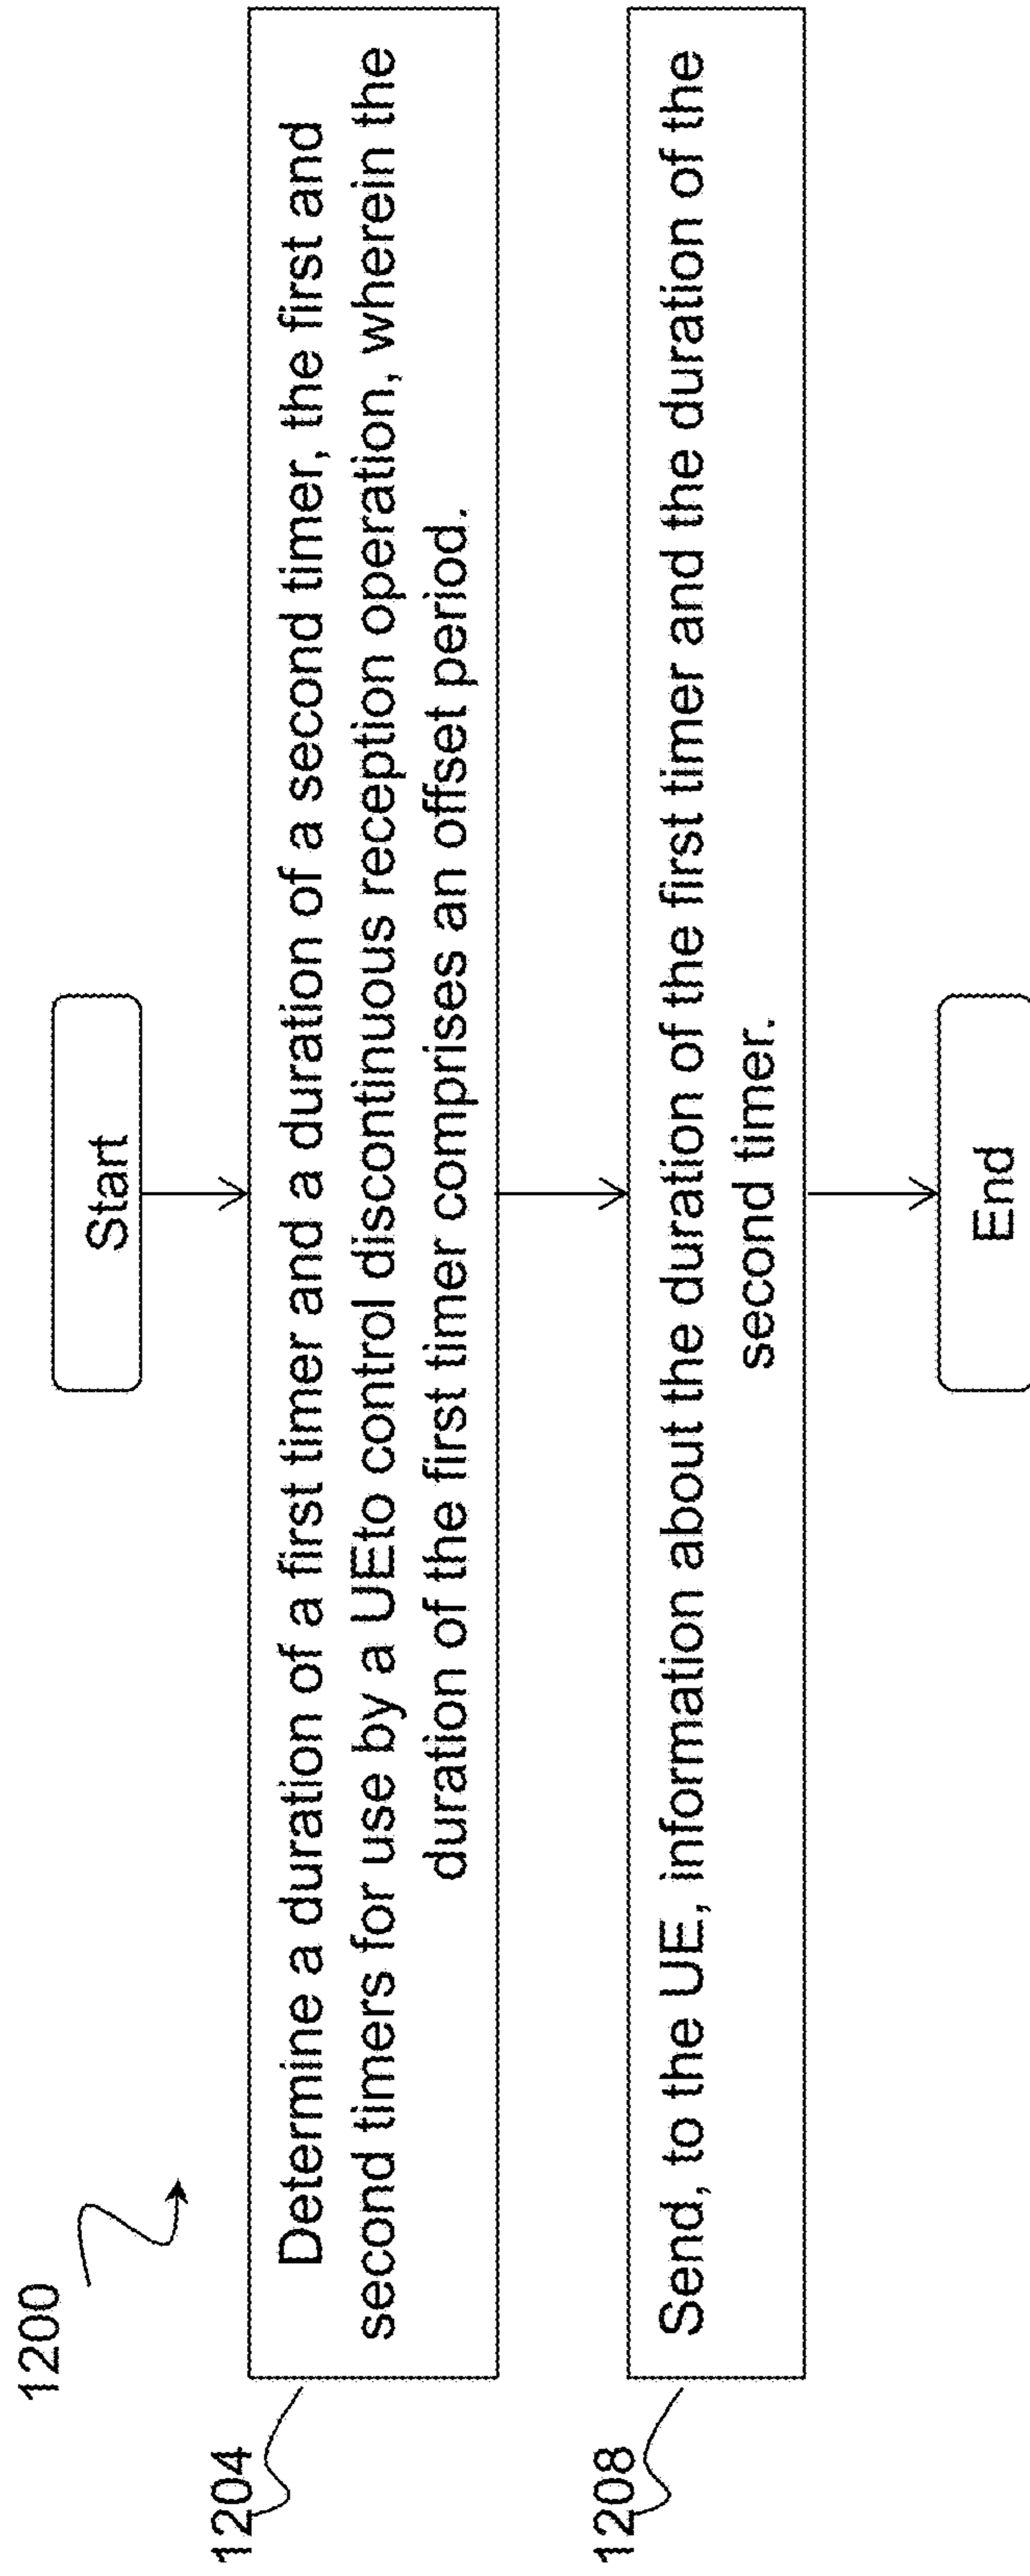 1200
Start
1204
Determine a duration of a first timer and a duration of a second timer, the first and
second timers for use by a UEto control discontinuous reception operation, wherein the
duration of the first timer comprises an offset period.
1208
Send, to the UE, information about the duration of the first timer and the duration of the
second timer.
End